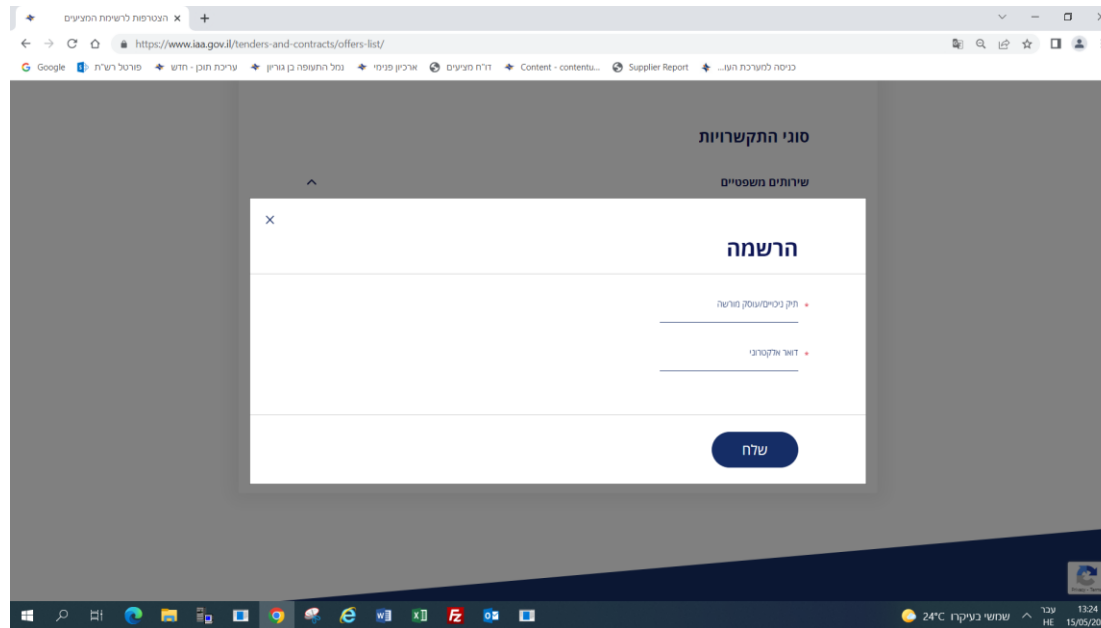 הצטרפות לרשימת המציעים
https://www.iaa.gov.il/tenders-and-contracts/offers-list/
Google
פורטל רש"ת
עריכת תוכן - חדש
נמל התעופה בן גוריון
ארכיון פנימי
דו"ח מציעים
Content - contentu...
Supplier Report
כניסה למערכת העו...
סוגי התקשרויות
שירותים משפטיים
הרשמה
* תיק ניכויים/עוסק מורשה
* דואר אלקטרוני
שלח
24°C שמשי בעיקרו
עבר
HE
13:24
15/05/20